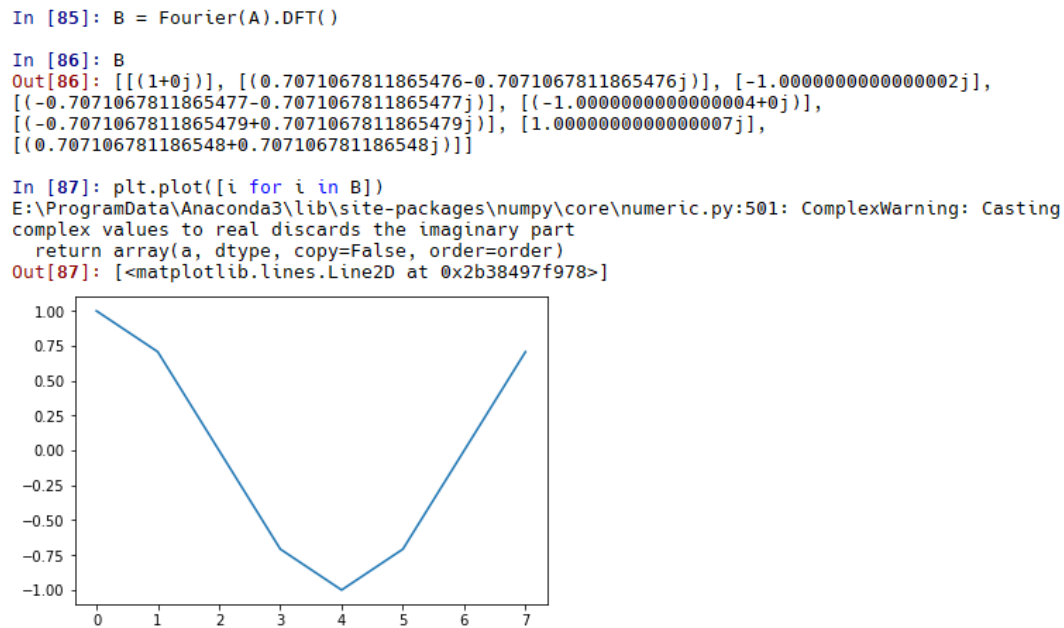 In [85]: B = Fourier(A).DFT()
In [86]: B
Out[86]: [[(1+0j)], [(0.7071067811865476-0.7071067811865476j)], [-1.0000000000000002j],
[(-0.7071067811865477-0.7071067811865477j)], [(-1.0000000000000004+0j)],
[(-0.7071067811865479+0.7071067811865479j)], [1.0000000000000007j],
[(0.707106781186548+0.707106781186548j)]]
In [87]: plt.plot([i for i in B])
E:\ProgramData\Anaconda3\lib\site-packages\numpy\core\numeric.py:501: ComplexWarning: Casting
complex values to real discards the imaginary part
  return array(a, dtype, copy=False, order=order)
Out[87]: [<matplotlib.lines.Line2D at 0x2b38497f978>]
1.00
0.75
0.50
0.25
0.00
−0.25
−0.50
−0.75
−1.00
0 1 2 3 4 5 6 7